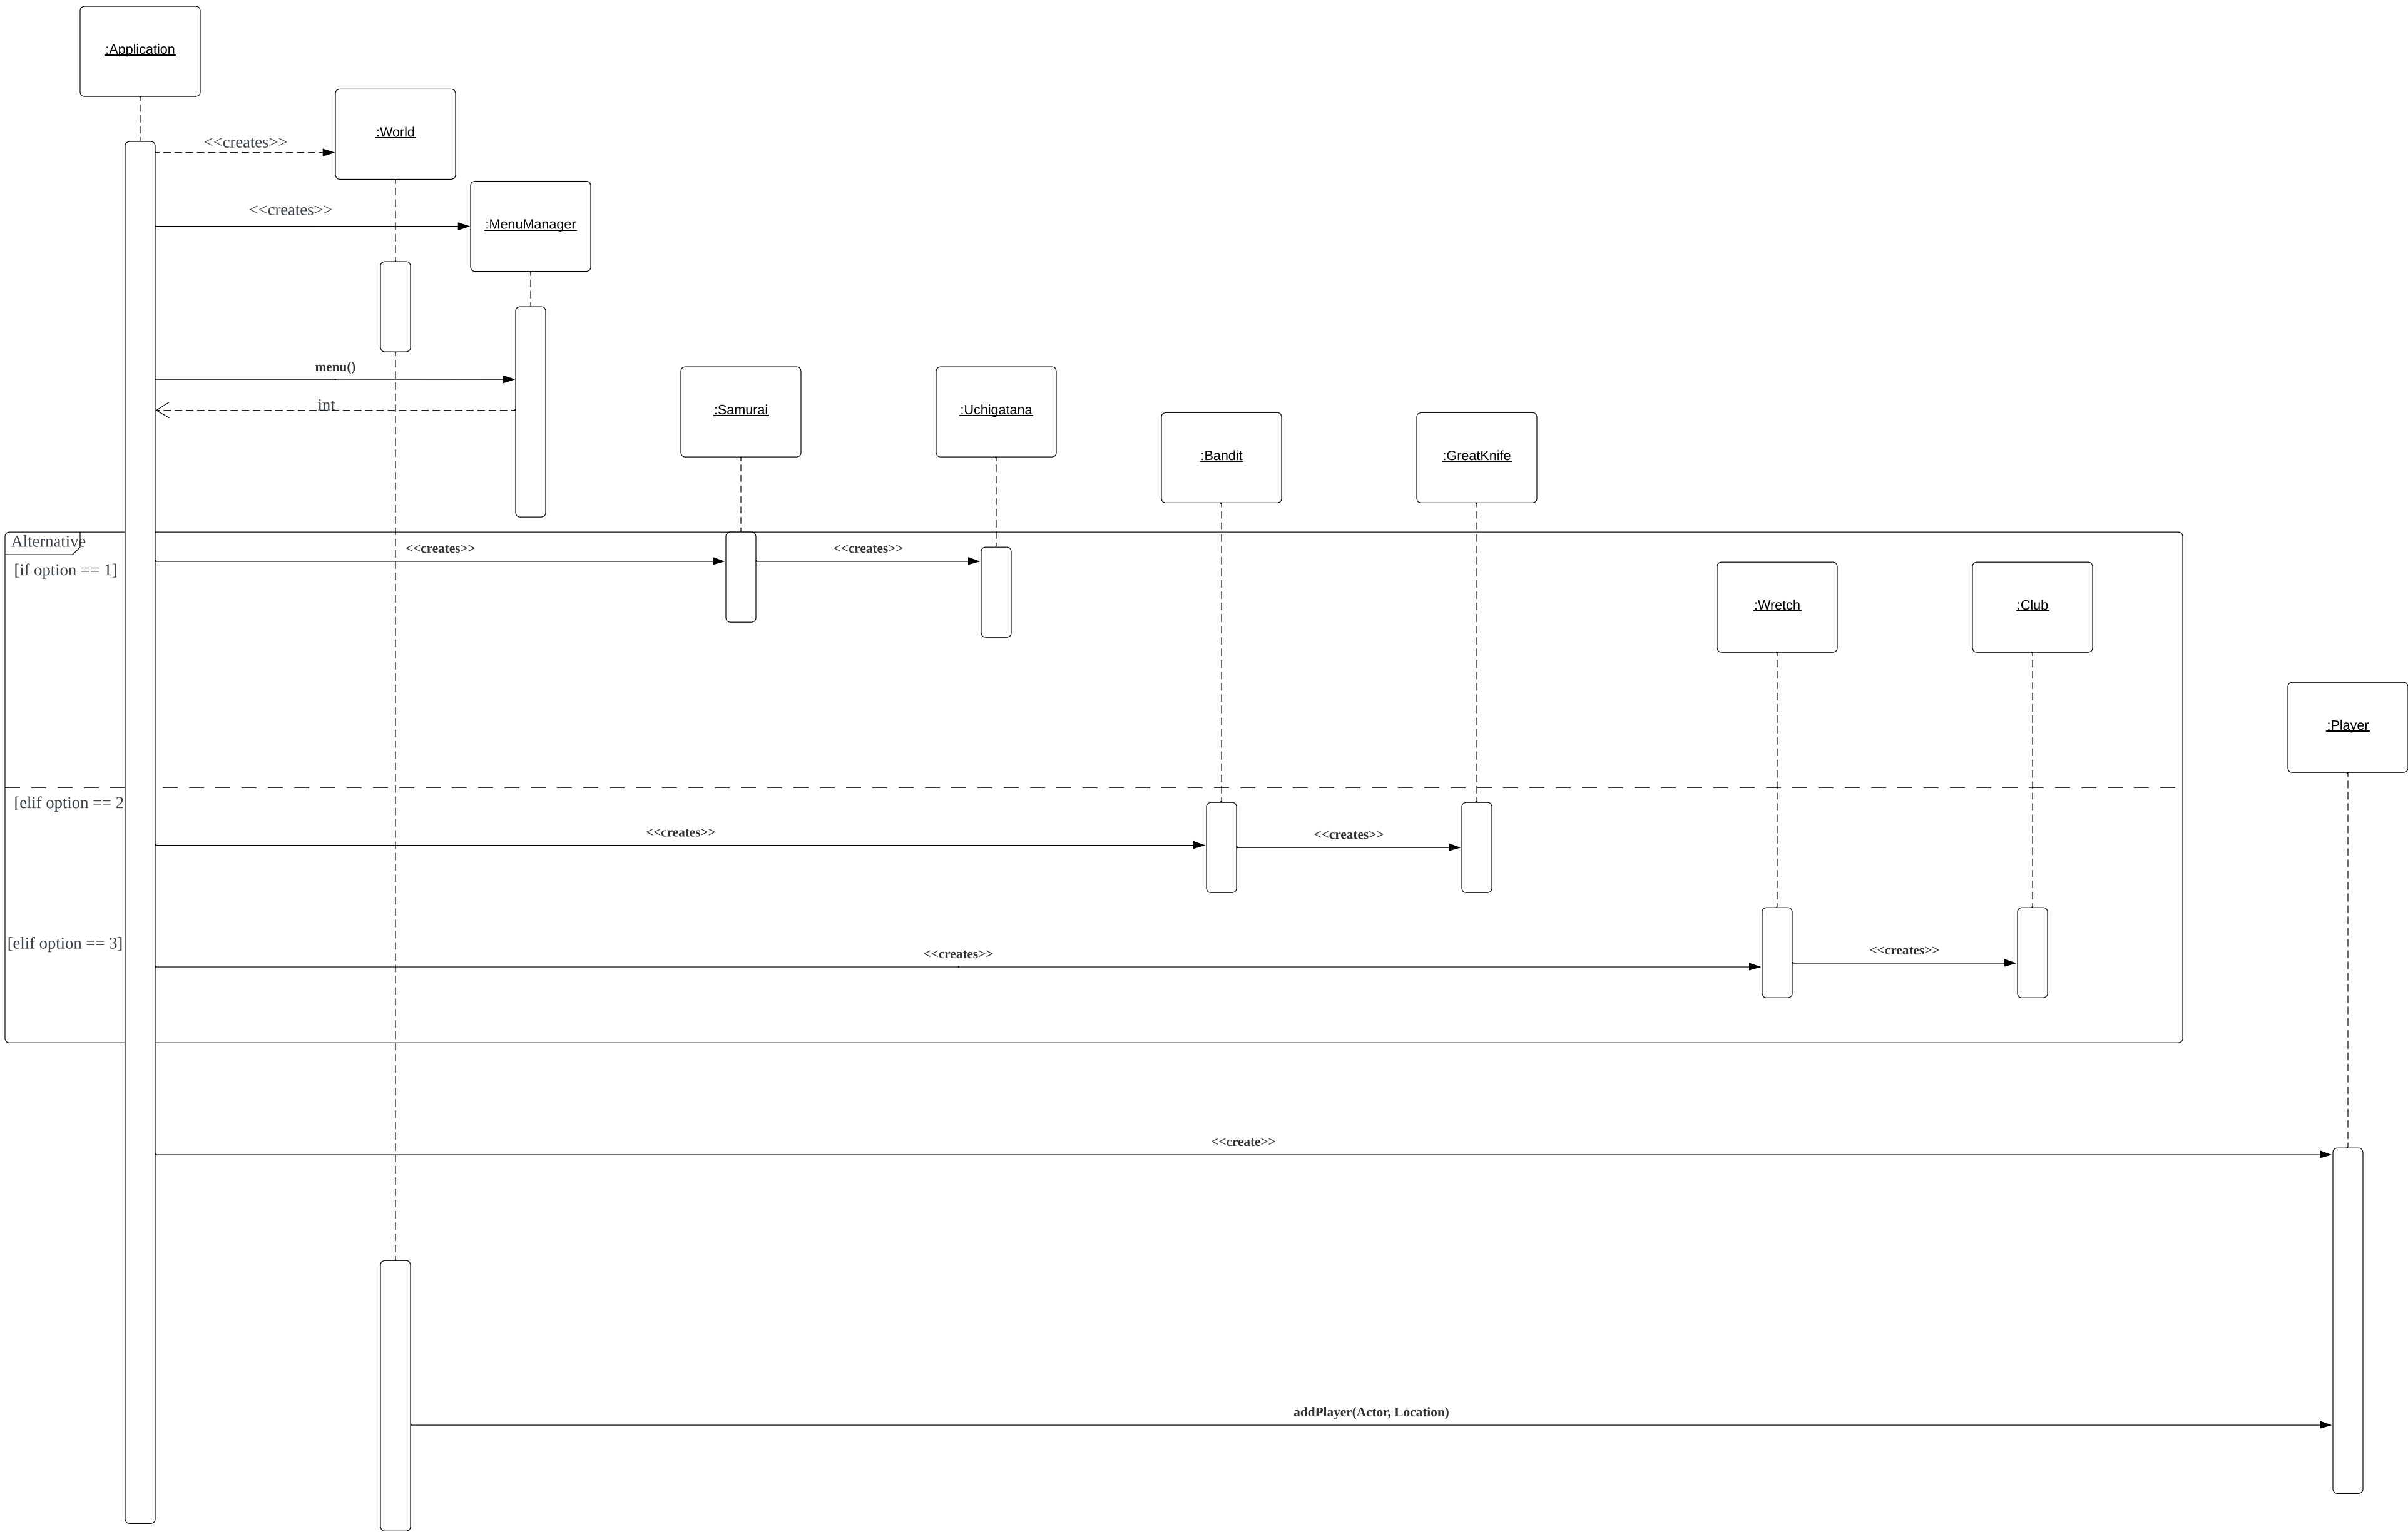 :Application
:World
<<creates>>
<<creates>>
:MenuManager
menu()
int
:Samurai
:Uchigatana
:Bandit
:GreatKnife
Alternative
[if option == 1]
<<creates>>
<<creates>>
:Wretch
:Club
:Player
[elif option == 2
<<creates>>
<<creates>>
[elif option == 3]
<<creates>>
<<creates>>
<<create>>
addPlayer(Actor, Location)